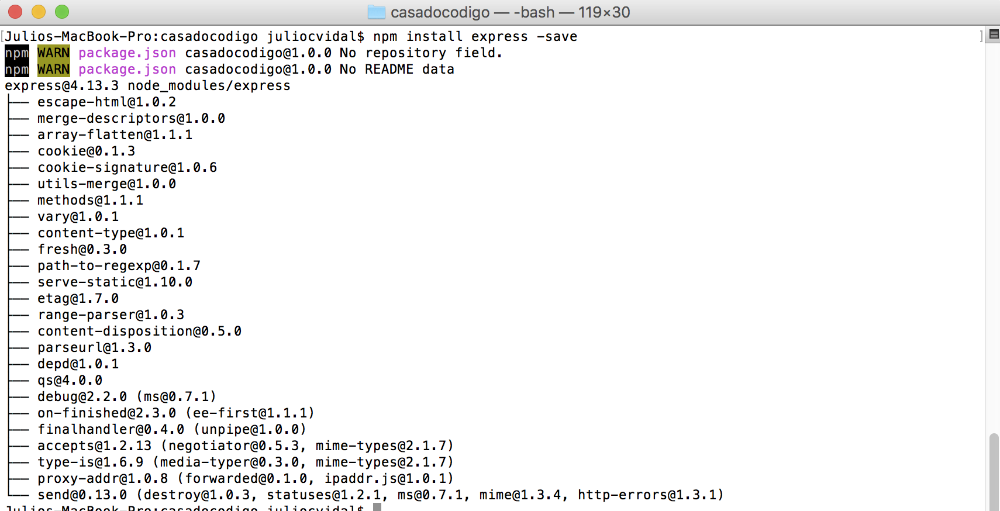 casadocodigo — -bash — 119×30
[Julios-MacBook-Pro:casadocodigo juliocvidal$ npm install express -save ]
npm WARN package.json casadocodigo@1.0.0 No repository field.
npm WARN package.json casadocodigo@1.0.0 No README data
express@4.13.3 node_modules/express
├── escape-html@1.0.2
├── merge-descriptors@1.0.0
├── array-flatten@1.1.1
├── cookie@0.1.3
├── cookie-signature@1.0.6
├── utils-merge@1.0.0
├── methods@1.1.1
├── vary@1.0.1
├── content-type@1.0.1
├── fresh@0.3.0
├── path-to-regexp@0.1.7
├── serve-static@1.10.0
├── etag@1.7.0
├── range-parser@1.0.3
├── content-disposition@0.5.0
├── parseurl@1.3.0
├── depd@1.0.1
├── qs@4.0.0
├── debug@2.2.0 (ms@0.7.1)
├── on-finished@2.3.0 (ee-first@1.1.1)
├── finalhandler@0.4.0 (unpipe@1.0.0)
├── accepts@1.2.13 (negotiator@0.5.3, mime-types@2.1.7)
├── type-is@1.6.9 (media-typer@0.3.0, mime-types@2.1.7)
├── proxy-addr@1.0.8 (forwarded@0.1.0, ipaddr.js@1.0.1)
└── send@0.13.0 (destroy@1.0.3, statuses@1.2.1, ms@0.7.1, mime@1.3.4, http-errors@1.3.1)
Julios-MacBook-Pro:casadocodigo juliocvidal$